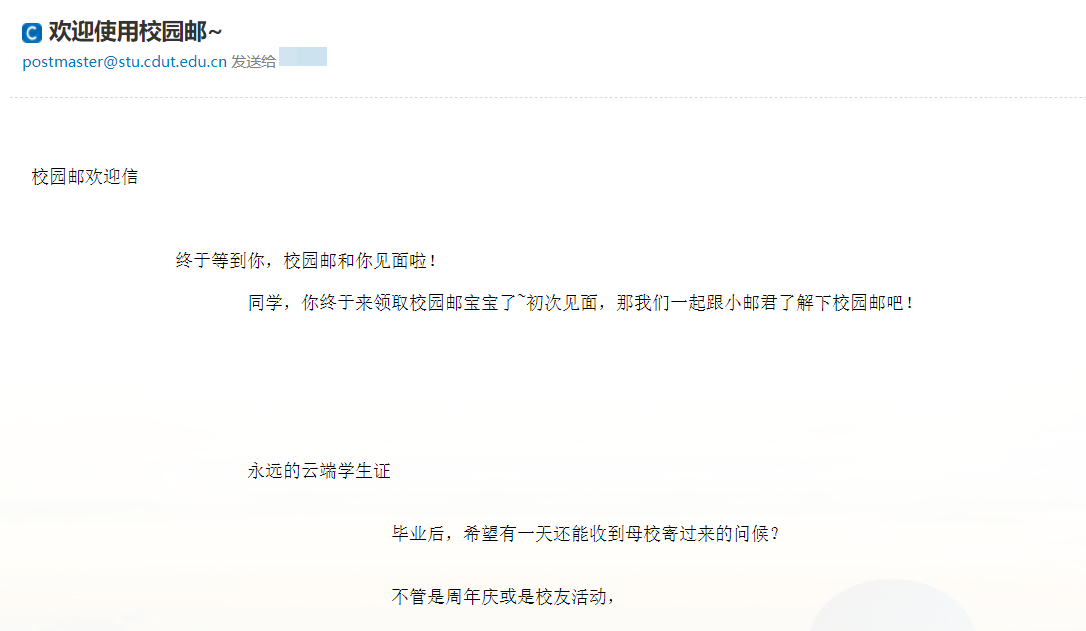 欢迎使用校园邮~
postmaster@stu.cdut.edu.cn 发送给
校园邮欢迎信
终于等到你，校园邮和你见面啦！
同学，你终于来领取校园邮宝宝了~初次见面，那我们一起跟小邮君了解下校园邮吧！
永远的云端学生证
毕业后，希望有一天还能收到母校寄过来的问候？
不管是周年庆或是校友活动，